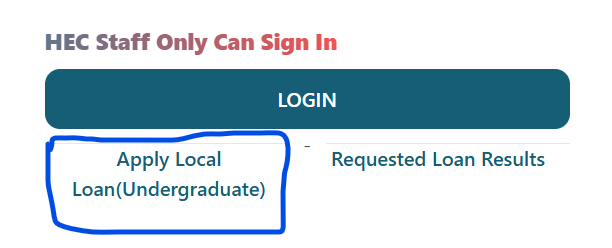 HEC Staff Only Can Sign In
LOGIN
Apply Local
Loan(Undergraduate)
-
Requested Loan Results